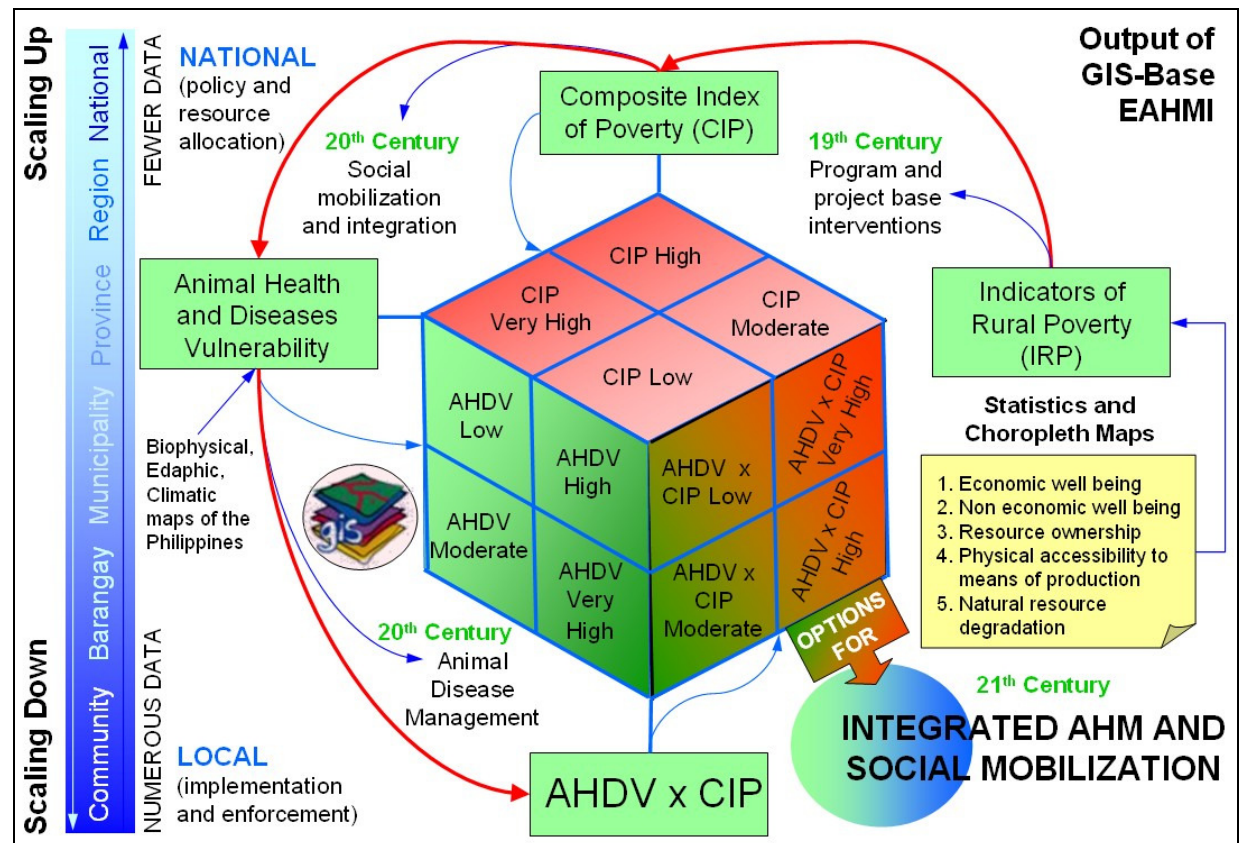 Scaling Up
Scaling Down
National
Region
Province
Municipality
Barangay
Community
FEWER DATA
NUMEROUS DATA
NATIONAL
(policy and
resource
allocation)
20th Century
Social
mobilization
and integration
Composite Index
of Poverty (CIP)
19th Century
Program and
project base
interventions
Output of
GIS-Base
EAHMI
Animal Health
and Diseases
Vulnerability
Indicators of
Rural Poverty
(IRP)
CIP High
CIP
Very High
CIP
Moderate
CIP Low
AHDV
Low
AHDV
High
AHDV
Moderate
AHDV
Very
High
AHDV x
CIP Low
AHDV x CIP
Very High
AHDV x
CIP
Moderate
AHDV x CIP
High
Biophysical,
Edaphic,
Climatic
maps of the
Philippines
gis
Statistics and
Choropleth Maps
1. Economic well being
2. Non economic well being
3. Resource ownership
4. Physical accessibility to
means of production
5. Natural resource
degradation
OPTIONS
FOR
20th Century
Animal
Disease
Management
21th Century
INTEGRATED AHM AND
SOCIAL MOBILIZATION
LOCAL
(implementation
and enforcement)
AHDV x CIP